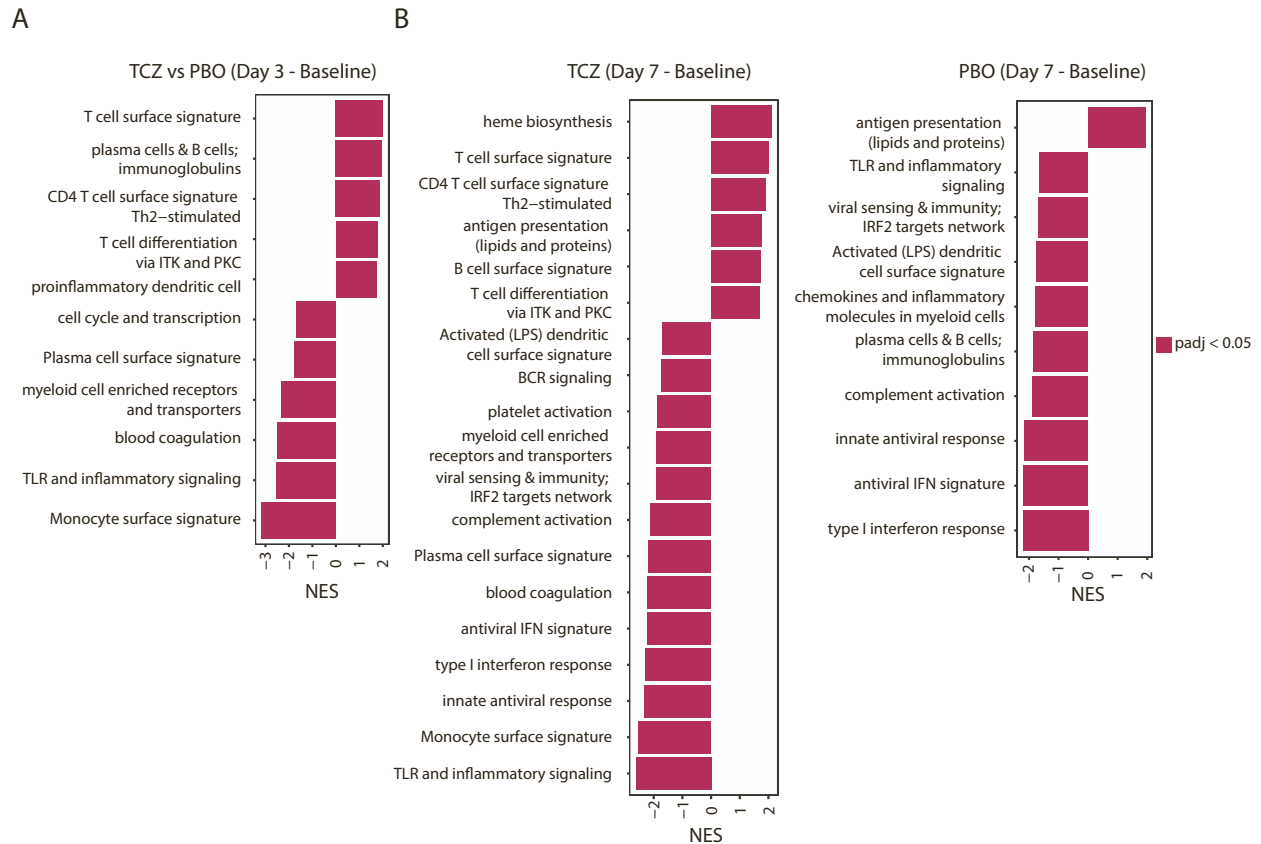 A
B
TCZ vs PBO (Day 3 - Baseline)
T cell surface signature
plasma cells & B cells;
immunoglobulins
CD4 T cell surface signature
Th2−stimulated
T cell differentiation
via ITK and PKC
proinflammatory dendritic cell
cell cycle and transcription
Plasma cell surface signature
myeloid cell enriched receptors
and transporters
blood coagulation
TLR and inflammatory signaling
Monocyte surface signature
−3
−2
−1
0
1
2
NES
TCZ (Day 7 - Baseline)
heme biosynthesis
T cell surface signature
CD4 T cell surface signature
Th2−stimulated
antigen presentation
(lipids and proteins)
B cell surface signature
T cell differentiation
via ITK and PKC
Activated (LPS) dendritic
cell surface signature
BCR signaling
platelet activation
myeloid cell enriched
receptors and transporters
viral sensing & immunity;
IRF2 targets network
complement activation
Plasma cell surface signature
blood coagulation
antiviral IFN signature
type I interferon response
innate antiviral response
Monocyte surface signature
TLR and inflammatory signaling
−2
−1
0
1
2
NES
PBO (Day 7 - Baseline)
antigen presentation
(lipids and proteins)
TLR and inflammatory
signaling
viral sensing & immunity;
IRF2 targets network
Activated (LPS) dendritic
cell surface signature
chemokines and inflammatory
molecules in myeloid cells
plasma cells & B cells;
immunoglobulins
complement activation
innate antiviral response
antiviral IFN signature
type I interferon response
−2
−1
0
1
2
NES
padj < 0.05